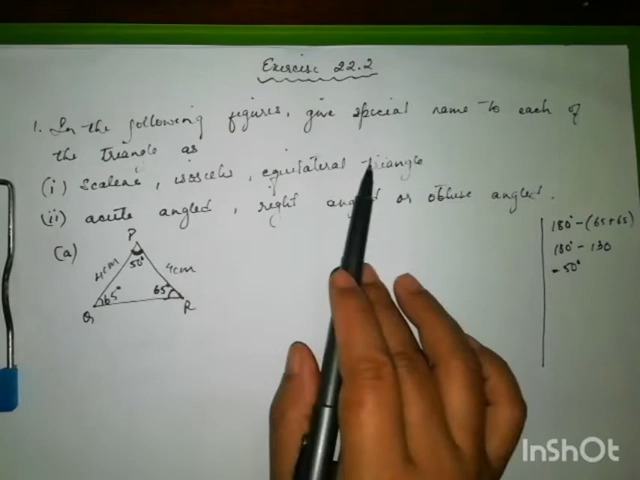 Exercise 22.2
1. In the following figures, give special name to each of
the triangle as
(i) scalene, isosceles, equilateral triangle
(ii) acute angled, right angled or obtuse angled.
(a)
P
50°
4cm
4cm
65°
65°
Q
R
180° - (65+65)
180° - 130
= 50°
InShOt